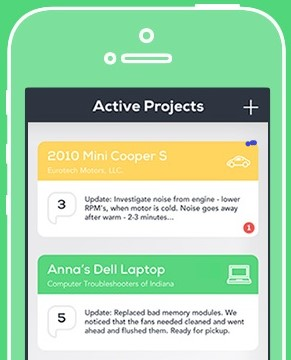 Active Projects
2010 Mini Cooper S
Eurotech Motors, LLC.
3
Update: Investigate noise from engine - lower
RPM's, when motor is cold. Noise goes away
after warm - 2-3 minutes...
1
Anna's Dell Laptop
Computer Troubleshooters of Indiana
5
Update: Replaced bad memory modules. We
noticed that the fans needed cleaned and went
ahead and flushed them. Ready for pickup.